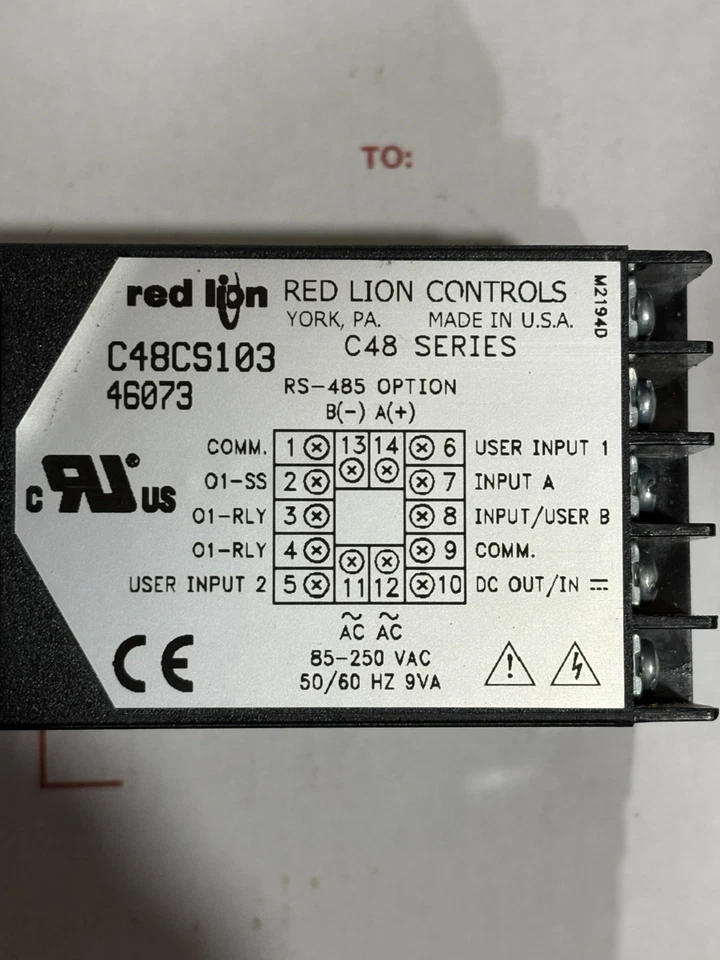 TO:
red lion RED LION CONTROLS
YORK, PA. MADE IN U.S.A.
M2194D
C48CS103
C48 SERIES
46073
RS-485 OPTION
B(-) A(+)
COMM. 1 13 14 6 USER INPUT 1
O1-SS 2 7 INPUT A
O1-RLY 3 8 INPUT/USER B
O1-RLY 4 9 COMM.
USER INPUT 2 5 11 12 10 DC OUT/IN ⎓
c RU ® US
~ ~
AC AC
CE
85-250 VAC
50/60 HZ 9VA
!